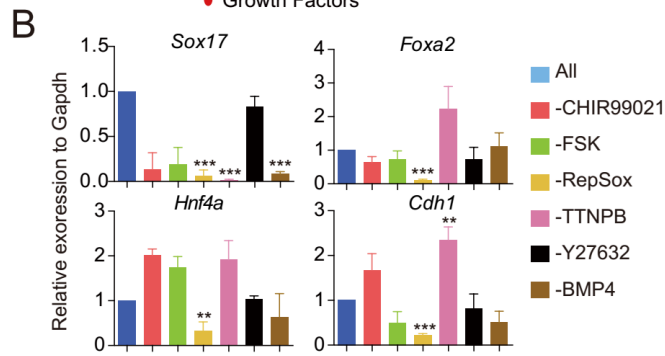 Growth Factors
B
Sox17
1.5
1.0
0.5
0.0
***
***
***
Foxa2
4
3
2
1
0
***
Relative exoression to Gapdh
Hnf4a
3
2
1
0
**
Cdh1
3
2
1
0
***
**
All
-CHIR99021
-FSK
-RepSox
-TTNPB
-Y27632
-BMP4